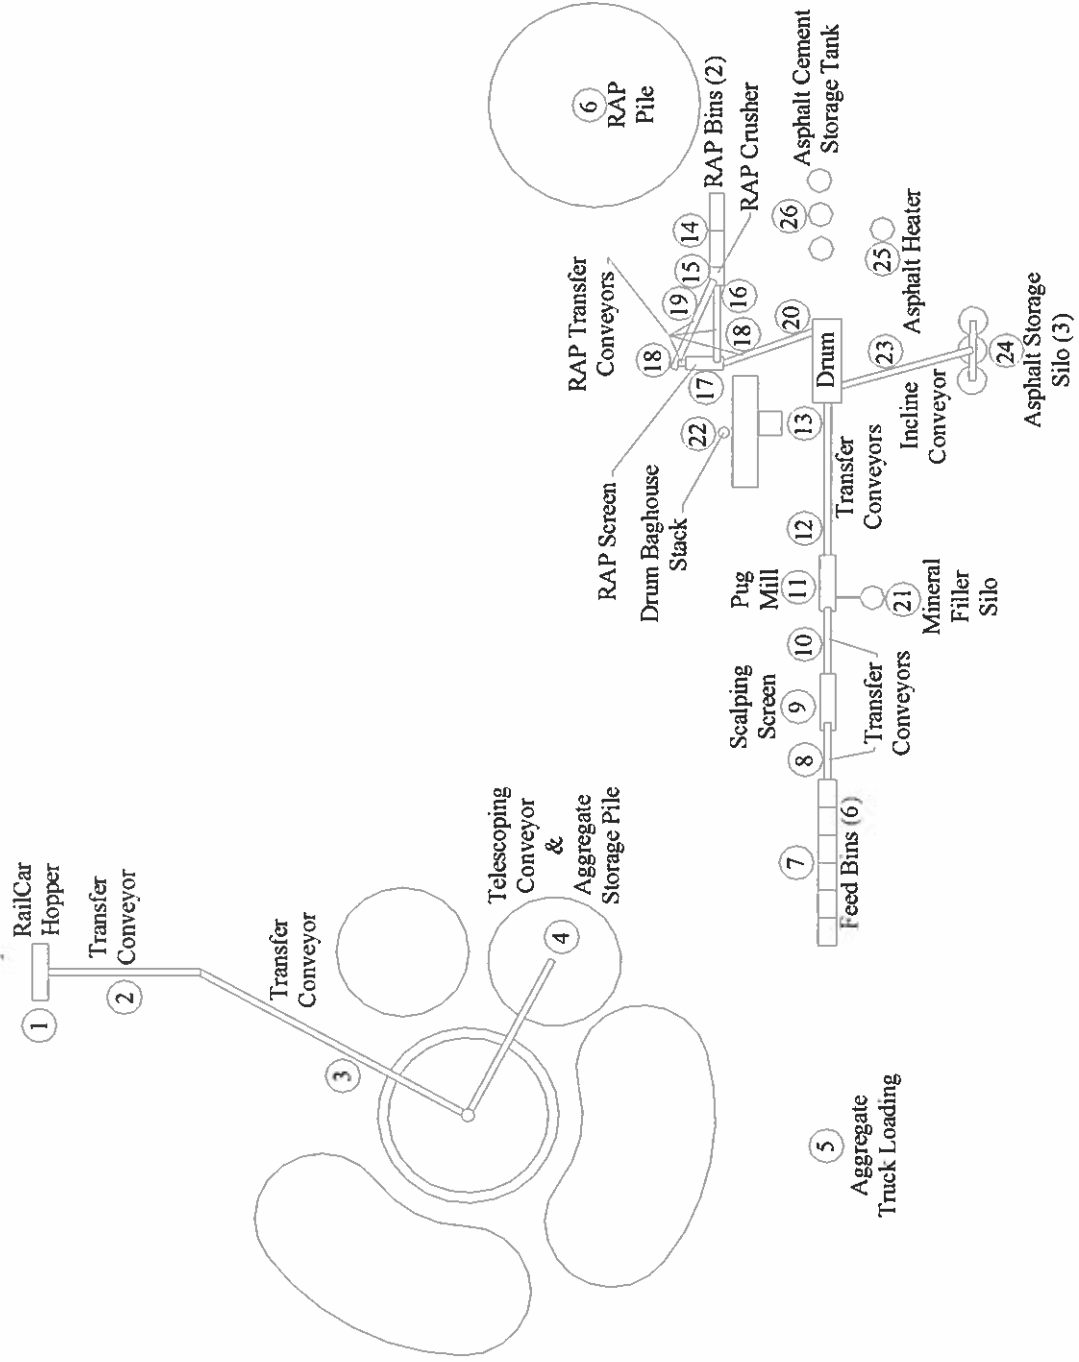 1
RailCar
Hopper
2
Transfer
Conveyor
3
Transfer
Conveyor
4
Telescoping
Conveyor
&
Aggregate
Storage Pile
5
Aggregate
Truck Loading
6
RAP
Pile
7
Feed Bins (6)
8
Scalping
Screen
9
10
Transfer
Conveyors
Pug
Mill
11
21
Mineral
Filler
Silo
12
13
Transfer
Conveyors
Drum
RAP Screen
Drum Baghouse
Stack
22
RAP Transfer
Conveyors
18
19
15
14
RAP Bins (2)
RAP Crusher
16
18
17
20
23
Incline
Conveyor
24
Asphalt Storage
Silo (3)
25
Asphalt Heater
26
Asphalt Cement
Storage Tank